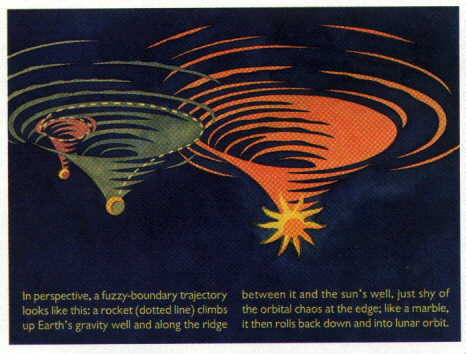 In perspective, a fuzzy-boundary trajectory
looks like this: a rocket (dotted line) climbs
up Earth's gravity well and along the ridge
between it and the sun's well, just shy of
the orbital chaos at the edge; like a marble,
it then rolls back down and into lunar orbit.